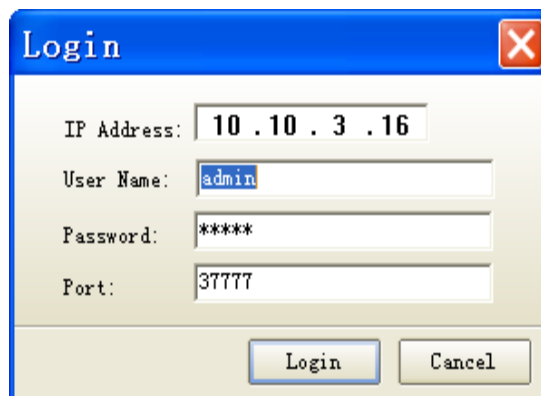 Login
IP Address: 10 .10 . 3 .16
User Name: admin
Password: *****
Port: 37777
Login Cancel